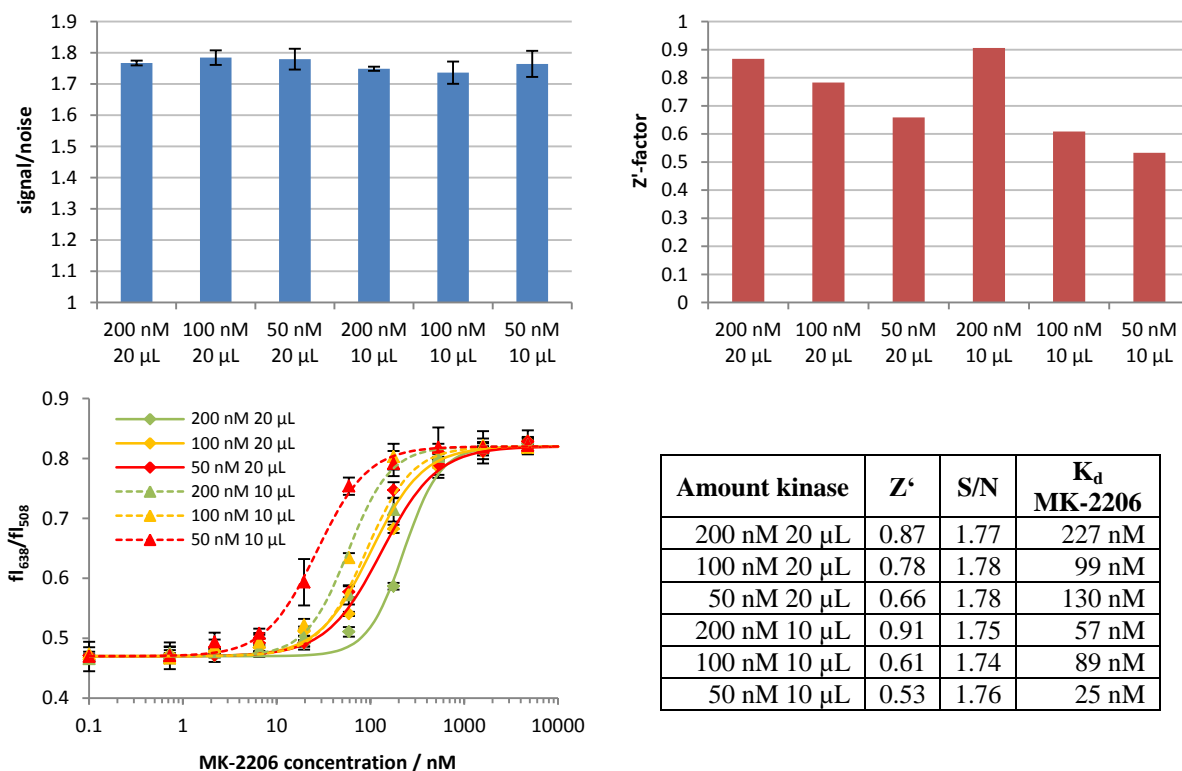 1.9
1.8
1.7
1.6
1.5
1.4
1.3
1.2
1.1
1
signal/noise
200 nM 100 nM 50 nM 200 nM 100 nM 50 nM
20 µL 20 µL 20 µL 10 µL 10 µL 10 µL
1
0.9
0.8
0.7
0.6
0.5
0.4
0.3
0.2
0.1
0
Z'-factor
200 nM 100 nM 50 nM 200 nM 100 nM 50 nM
20 µL 20 µL 20 µL 10 µL 10 µL 10 µL
0.9
0.8
0.7
0.6
0.5
0.4
fl638/fl508
200 nM 20 µL
100 nM 20 µL
50 nM 20 µL
200 nM 10 µL
100 nM 10 µL
50 nM 10 µL
0.1 1 10 100 1000 10000
MK-2206 concentration / nM
Amount kinase Z‘ S/N Kd MK-2206
200 nM 20 µL 0.87 1.77 227 nM
100 nM 20 µL 0.78 1.78 99 nM
50 nM 20 µL 0.66 1.78 130 nM
200 nM 10 µL 0.91 1.75 57 nM
100 nM 10 µL 0.61 1.74 89 nM
50 nM 10 µL 0.53 1.76 25 nM